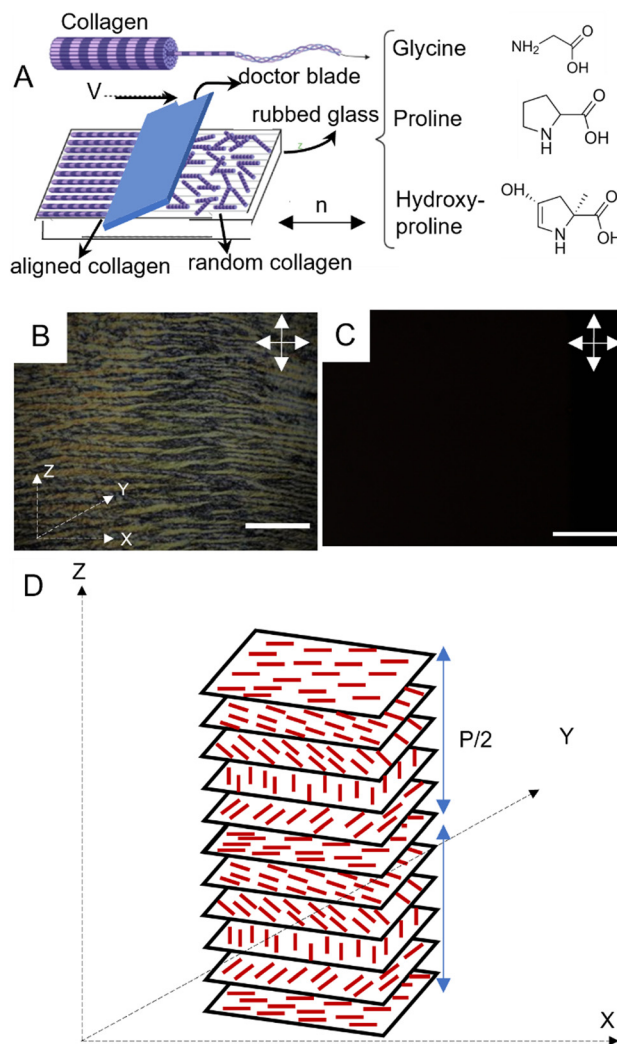 Collagen
A
V
doctor blade
rubbed glass
z
n
aligned collagen
random collagen
Glycine
NH2
O
OH
Proline
N
H
O
OH
Hydroxy-
proline
OH
N
H
O
OH
B
Z
Y
X
C
D
Z
P/2
Y
X